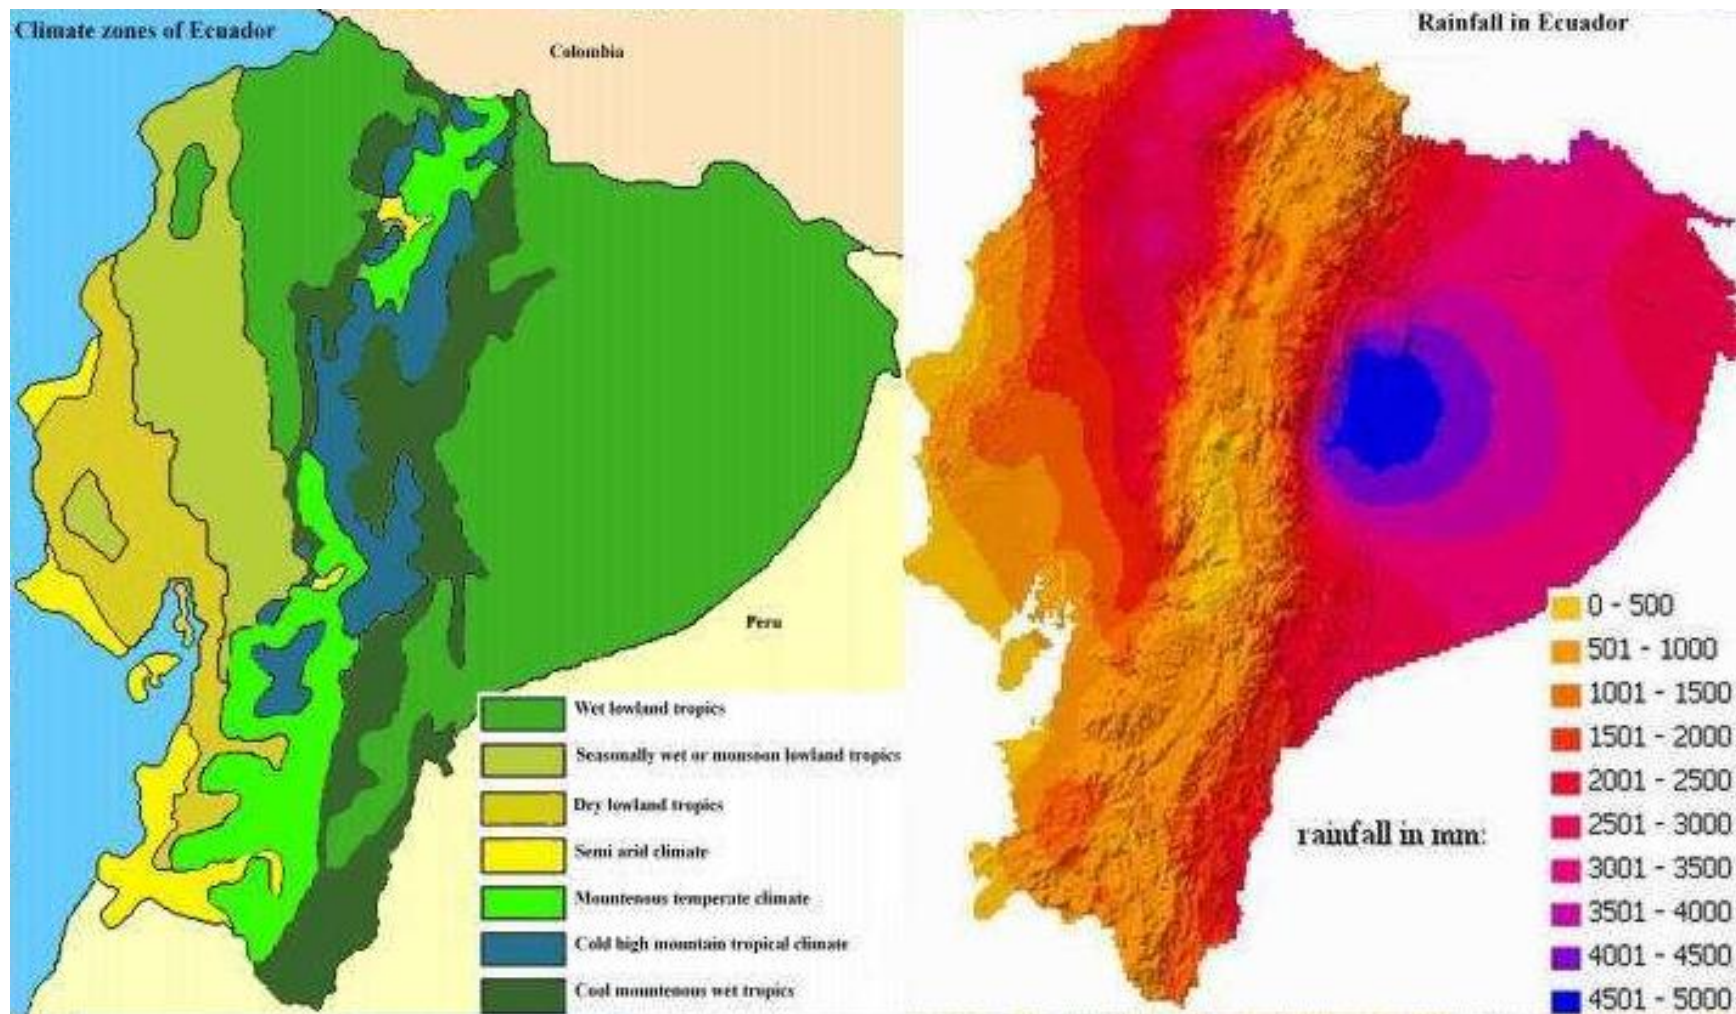 Climate zones of Ecuador
Colombia
Peru
Wet lowland tropics
Seasonally wet or monsoon lowland tropics
Dry lowland tropics
Semi arid climate
Mountenous temperate climate
Cold high mountain tropical climate
Cool mountenous wet tropics
Rainfall in Ecuador
rainfall in mm:
0 - 500
501 - 1000
1001 - 1500
1501 - 2000
2001 - 2500
2501 - 3000
3001 - 3500
3501 - 4000
4001 - 4500
4501 - 5000